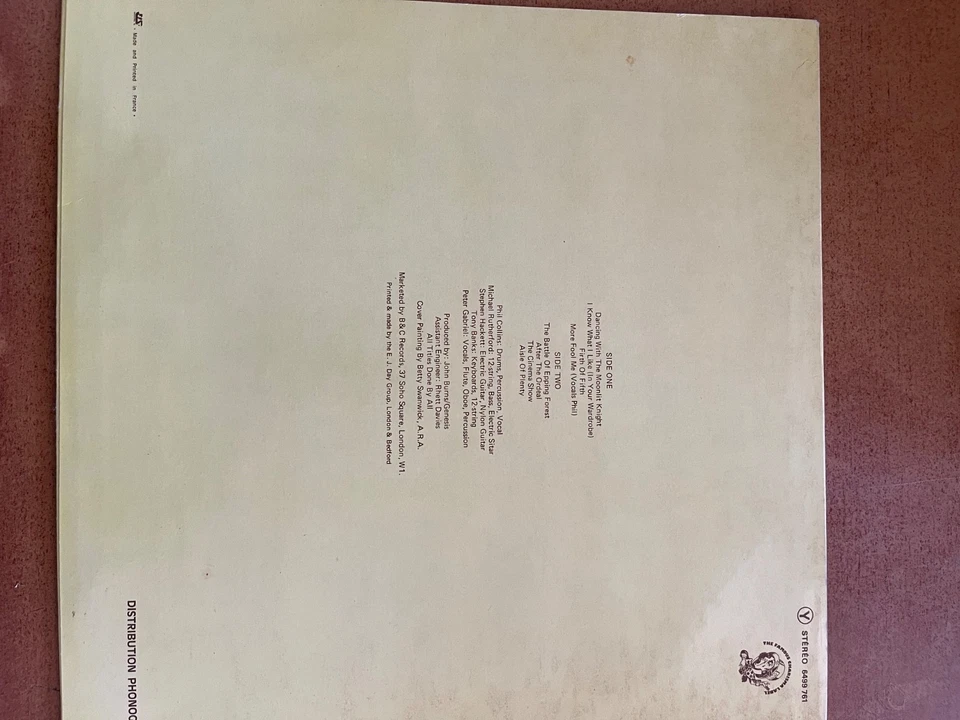 Y STÉRÉO 6499 761
THE FAMOUS CHARISMA LABEL
SIDE ONE
Dancing With The Moonlit Knight
I Know What I Like (In Your Wardrobe)
Firth Of Fifth
More Fool Me (Vocals Phil)
SIDE TWO
The Battle Of Epping Forest
After The Ordeal
The Cinema Show
Aisle Of Plenty
Phil Collins: Drums, Percussion, Vocal
Michael Rutherford: 12 string, Bass, Electric Sitar
Stephen Hackett: Electric Guitar, Nylon Guitar
Tony Banks: Keyboards, 12 string
Peter Gabriel: Vocals, Flute, Oboe, Percussion
Produced by: John Burns/Genesis
Assistant Engineer: Rhett Davies
All Titles Done By All
Cover Painting By Betty Swanwick, A.R.A.
Marketed by B&C Records, 37 Soho Square, London, W1.
Printed & made by the E. J. Day Group, London & Bedford
• Made and Printed in France •
DISTRIBUTION PHONOG